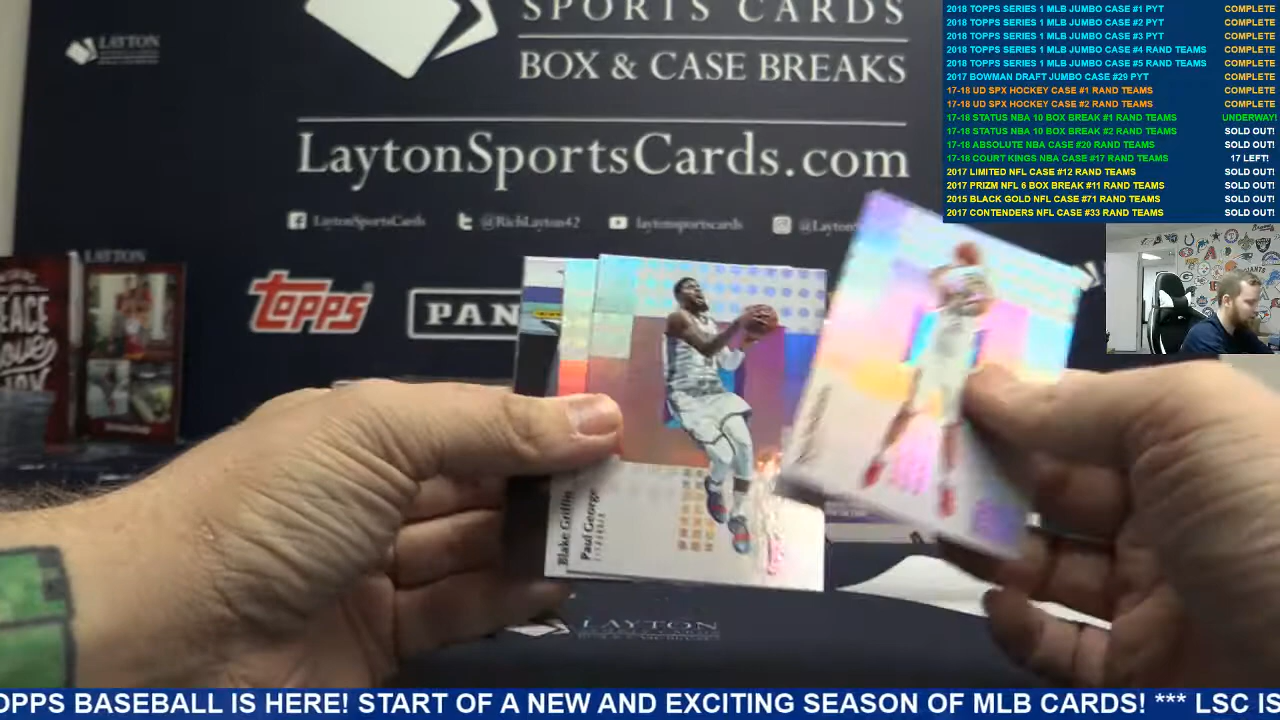 SPORTS CARDS
BOX & CASE BREAKS
LaytonSportsCards.com
LaytonSportsCards
@RichLayton42
laytonsportscards
@Layton
LAYTON
LAYTON
topps
PAN
EACE
Love
Blake Griffin
Paul George
LAYTON
2018 TOPPS SERIES 1 MLB JUMBO CASE #1 PYT COMPLETE
2018 TOPPS SERIES 1 MLB JUMBO CASE #2 PYT COMPLETE
2018 TOPPS SERIES 1 MLB JUMBO CASE #3 PYT COMPLETE
2018 TOPPS SERIES 1 MLB JUMBO CASE #4 RAND TEAMS COMPLETE
2018 TOPPS SERIES 1 MLB JUMBO CASE #5 RAND TEAMS COMPLETE
2017 BOWMAN DRAFT JUMBO CASE #29 PYT COMPLETE
17-18 UD SPX HOCKEY CASE #1 RAND TEAMS COMPLETE
17-18 UD SPX HOCKEY CASE #2 RAND TEAMS COMPLETE
17-18 STATUS NBA 10 BOX BREAK #1 RAND TEAMS UNDERWAY!
17-18 STATUS NBA 10 BOX BREAK #2 RAND TEAMS SOLD OUT!
17-18 ABSOLUTE NBA CASE #20 RAND TEAMS SOLD OUT!
17-18 COURT KINGS NBA CASE #17 RAND TEAMS 17 LEFT!
2017 LIMITED NFL CASE #12 RAND TEAMS SOLD OUT!
2017 PRIZM NFL 6 BOX BREAK #11 RAND TEAMS SOLD OUT!
2015 BLACK GOLD NFL CASE #71 RAND TEAMS SOLD OUT!
2017 CONTENDERS NFL CASE #33 RAND TEAMS SOLD OUT!
OPPS BASEBALL IS HERE! START OF A NEW AND EXCITING SEASON OF MLB CARDS! *** LSC IS